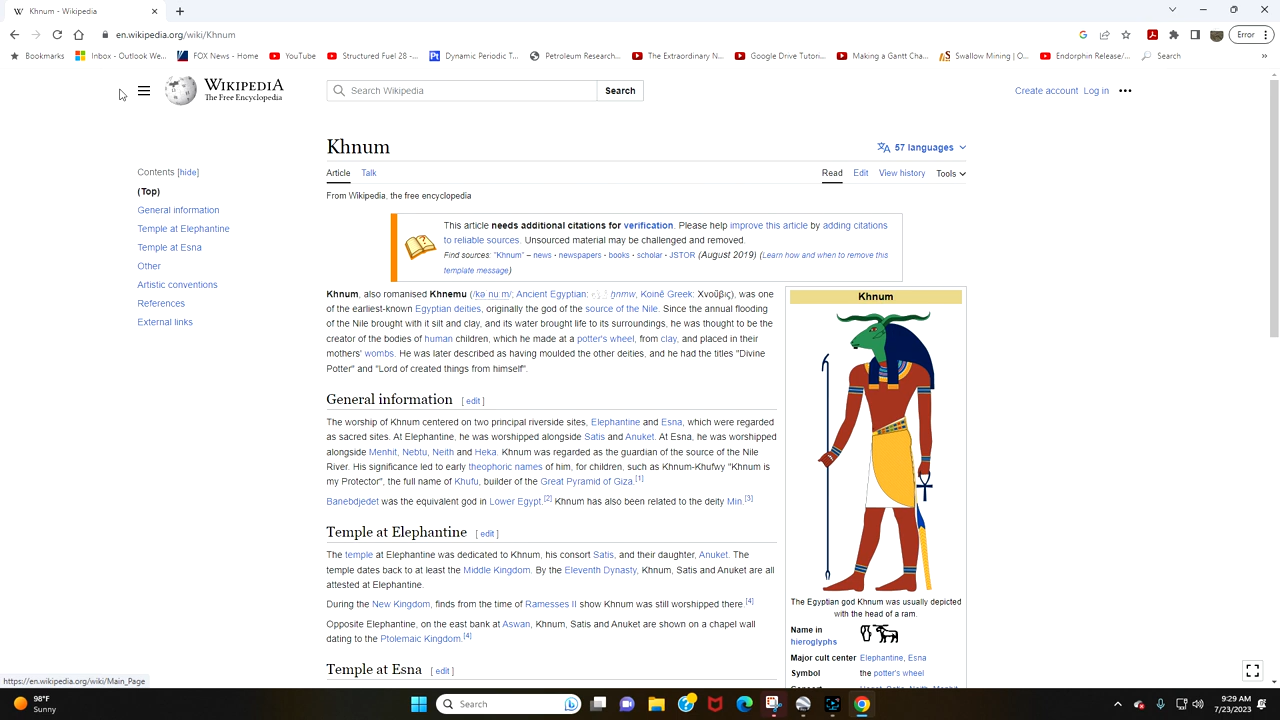 Khnum - Wikipedia
en.wikipedia.org/wiki/Khnum
Error
Bookmarks Inbox - Outlook We... FOX News - Home YouTube Structured Fuel 28 -... Dynamic Periodic T... Petroleum Research... The Extraordinary N... Google Drive Tutori... Making a Gantt Cha... Swallow Mining | O... Endorphin Release/... Search
WIKIPEDIA
The Free Encyclopedia
Search Wikipedia Search
Create account Log in
Khnum
57 languages
Article Talk Read Edit View history Tools
From Wikipedia, the free encyclopedia
Contents [hide]
(Top)
General information
Temple at Elephantine
Temple at Esna
Other
Artistic conventions
References
External links
This article needs additional citations for verification. Please help improve this article by adding citations
to reliable sources. Unsourced material may be challenged and removed.
Find sources: "Khnum" – news · newspapers · books · scholar · JSTOR (August 2019) (Learn how and when to remove this
template message)
Khnum, also romanised Khnemu (/kə nu m/; Ancient Egyptian: ẖnmw, Koinē Greek: Χνοῦβις), was one
of the earliest-known Egyptian deities, originally the god of the source of the Nile. Since the annual flooding
of the Nile brought with it silt and clay, and its water brought life to its surroundings, he was thought to be the
creator of the bodies of human children, which he made at a potter's wheel, from clay, and placed in their
mothers' wombs. He was later described as having moulded the other deities, and he had the titles "Divine
Potter" and "Lord of created things from himself".
General information [ edit ]
The worship of Khnum centered on two principal riverside sites, Elephantine and Esna, which were regarded
as sacred sites. At Elephantine, he was worshipped alongside Satis and Anuket. At Esna, he was worshipped
alongside Menhit, Nebtu, Neith and Heka. Khnum was regarded as the guardian of the source of the Nile
River. His significance led to early theophoric names of him, for children, such as Khnum-Khufwy "Khnum is
my Protector", the full name of Khufu, builder of the Great Pyramid of Giza.[1]
Banebdjedet was the equivalent god in Lower Egypt.[2] Khnum has also been related to the deity Min.[3]
Temple at Elephantine [ edit ]
The temple at Elephantine was dedicated to Khnum, his consort Satis, and their daughter, Anuket. The
temple dates back to at least the Middle Kingdom. By the Eleventh Dynasty, Khnum, Satis and Anuket are all
attested at Elephantine.
During the New Kingdom, finds from the time of Ramesses II show Khnum was still worshipped there.[4]
Opposite Elephantine, on the east bank at Aswan, Khnum, Satis and Anuket are shown on a chapel wall
dating to the Ptolemaic Kingdom.[4]
Temple at Esna [ edit ]
Khnum
The Egyptian god Khnum was usually depicted
with the head of a ram.
Name in
hieroglyphs
Major cult center Elephantine, Esna
Symbol the potter's wheel
https://en.wikipedia.org/wiki/Main_Page
98°F
Sunny
Search
9:29 AM
7/23/2023